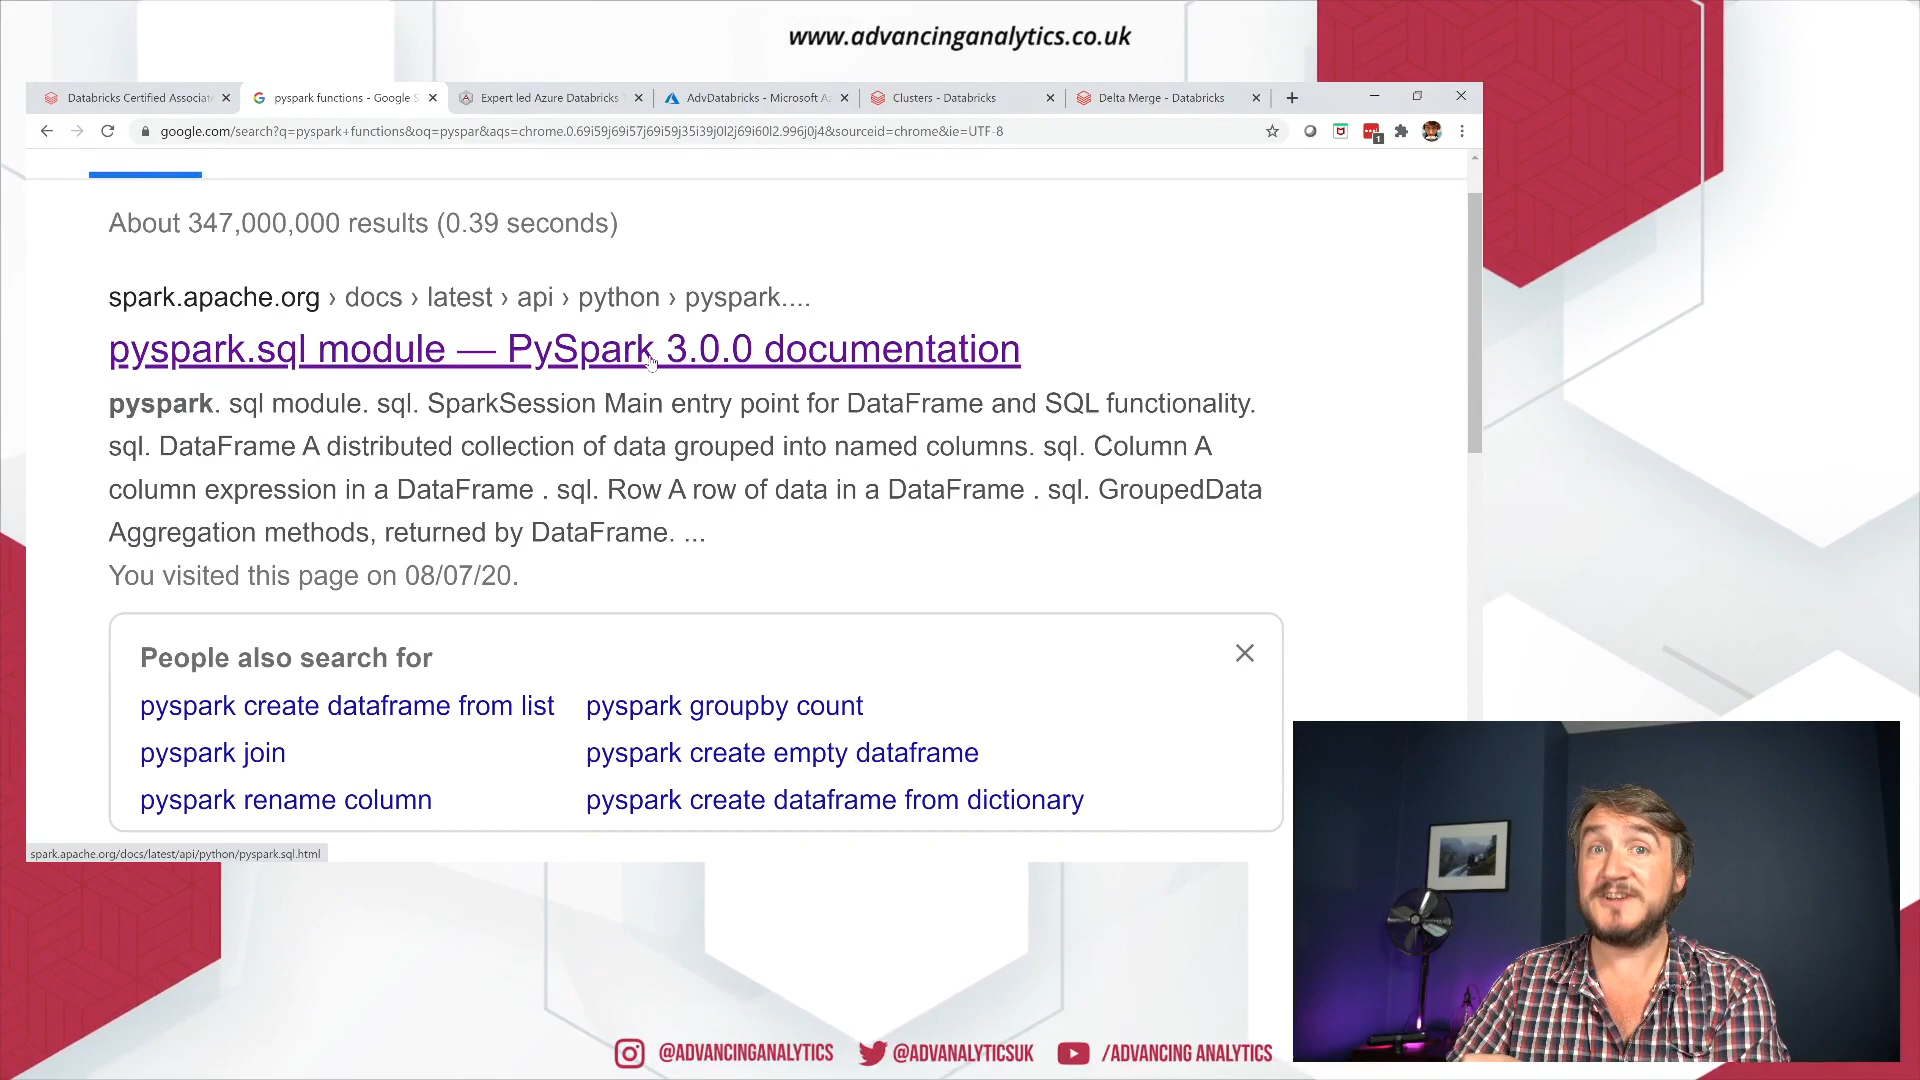 www.advancinganalytics.co.uk
Databricks Certified Associat
pyspark functions - Google S
Expert led Azure Databricks T
AdvDatabricks - Microsoft Az
Clusters - Databricks
Delta Merge - Databricks
google.com/search?q=pyspark+functions&oq=pyspar&aqs=chrome.0.69i59j69i57j69i59j35i39j0l2j69i60l2.996j0j4&sourceid=chrome&ie=UTF-8
1
About 347,000,000 results (0.39 seconds)
spark.apache.org › docs › latest › api › python › pyspark....
pyspark.sql module — PySpark 3.0.0 documentation
pyspark. sql module. sql. SparkSession Main entry point for DataFrame and SQL functionality.
sql. DataFrame A distributed collection of data grouped into named columns. sql. Column A
column expression in a DataFrame . sql. Row A row of data in a DataFrame . sql. GroupedData
Aggregation methods, returned by DataFrame. ...
You visited this page on 08/07/20.
People also search for
pyspark create dataframe from list
pyspark groupby count
pyspark join
pyspark create empty dataframe
pyspark rename column
pyspark create dataframe from dictionary
spark.apache.org/docs/latest/api/python/pyspark.sql.html
@ADVANCINGANALYTICS
@ADVANALYTICSUK
/ADVANCING ANALYTICS